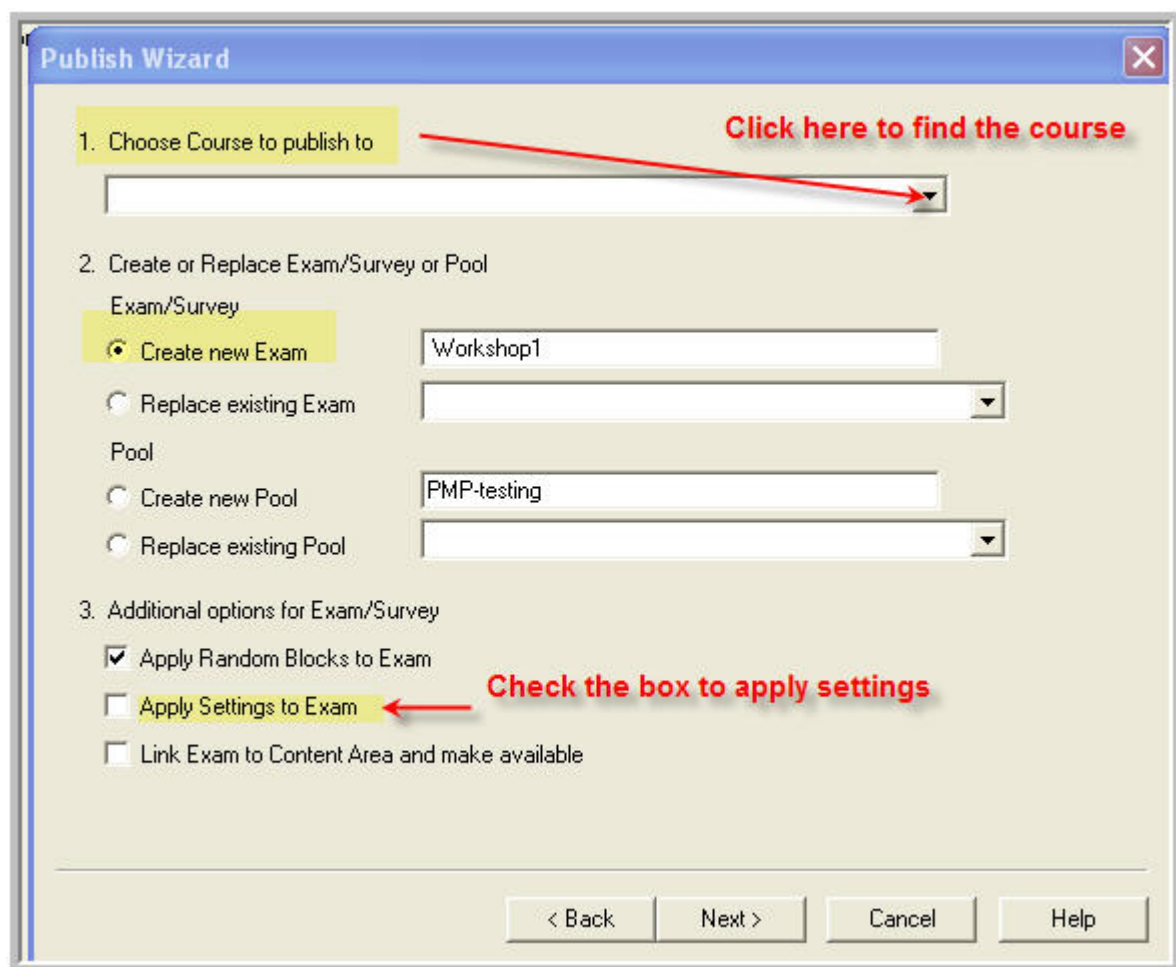 Publish Wizard
1. Choose Course to publish to
Click here to find the course
2. Create or Replace Exam/Survey or Pool
Exam/Survey
Create new Exam
Workshop1
Replace existing Exam
Pool
Create new Pool
PMP-testing
Replace existing Pool
3. Additional options for Exam/Survey
Apply Random Blocks to Exam
Apply Settings to Exam
Check the box to apply settings
Link Exam to Content Area and make available
< Back
Next >
Cancel
Help